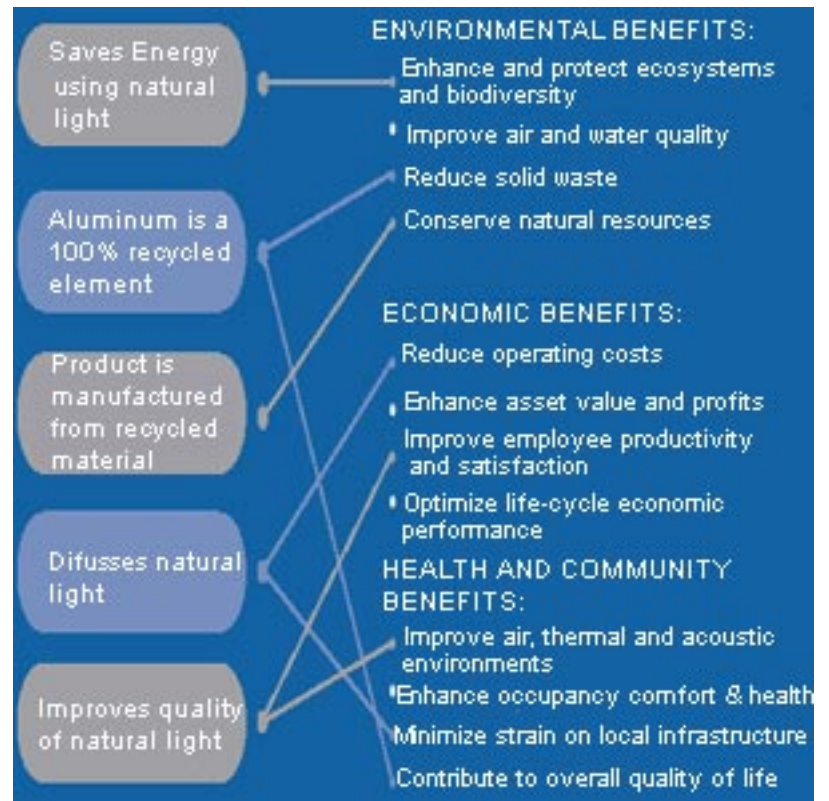 Saves Energy
using natural
light
Aluminum is a
100% recycled
element
Product is
manufactured
from recycled
material
Difusses natural
light
Improves quality
of natural light
ENVIRONMENTAL BENEFITS:
Enhance and protect ecosystems
and biodiversity
Improve air and water quality
Reduce solid waste
Conserve natural resources
ECONOMIC BENEFITS:
Reduce operating costs
Enhance asset value and profits
Improve employee productivity
and satisfaction
Optimize life-cycle economic
performance
HEALTH AND COMMUNITY
BENEFITS:
Improve air, thermal and acoustic
environments
Enhance occupancy comfort & health
Minimize strain on local infrastructure
Contribute to overall quality of life